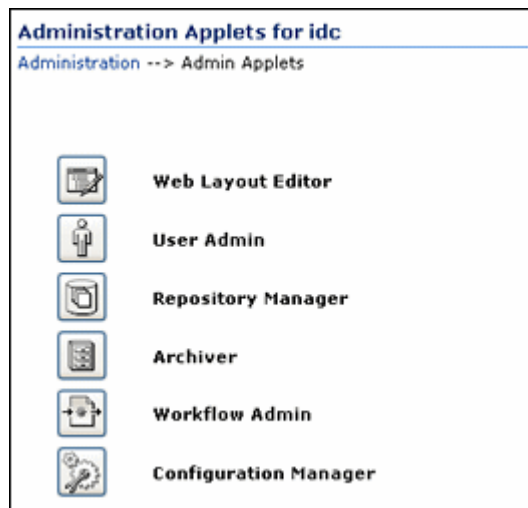 Administration Applets for idc
Administration --> Admin Applets
Web Layout Editor
User Admin
Repository Manager
Archiver
Workflow Admin
Configuration Manager